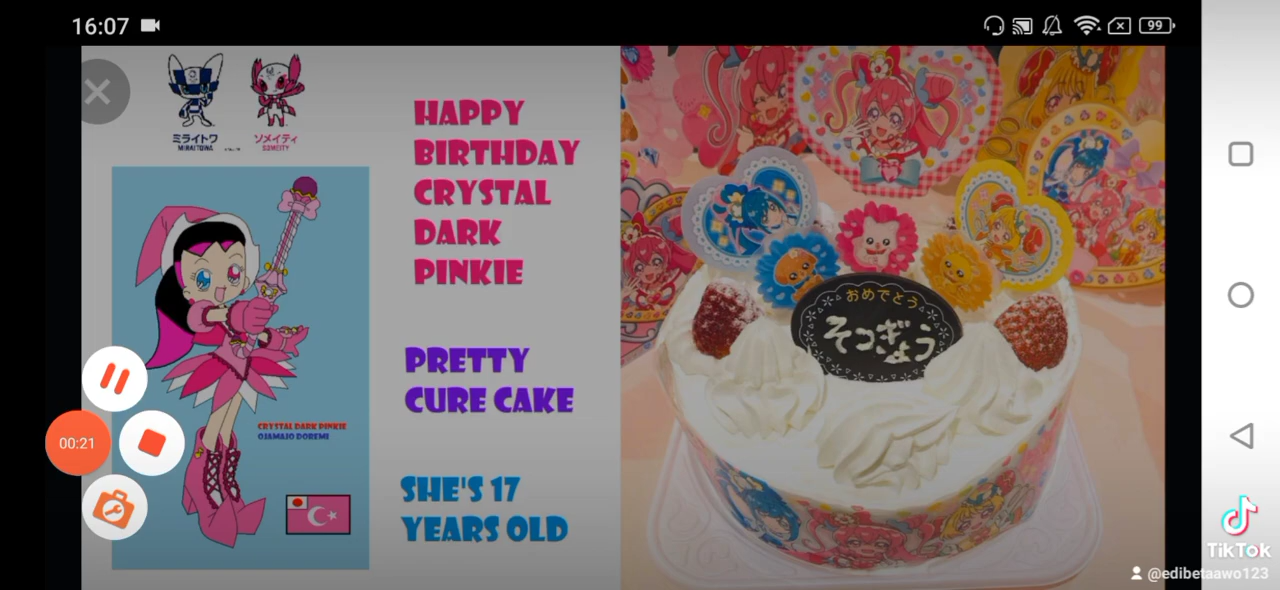 16:07
99
ミライトワ
MIRAITOWA
ソメイティ
SOMEITY
HAPPY
BIRTHDAY
CRYSTAL
DARK
PINKIE
PRETTY
CURE CAKE
SHE'S 17
YEARS OLD
CRYSTAL DARK PINKIE
OJAMAJO DOREMI
おめでとう
そつぎょう
00:21
TikTok
@edibetaawo123